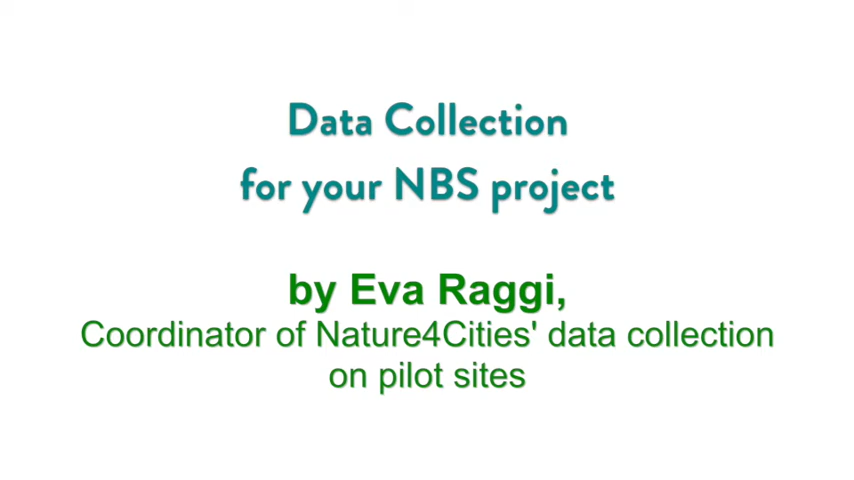 Data Collection
for your NBS project
by Eva Raggi,
Coordinator of Nature4Cities' data collection
on pilot sites